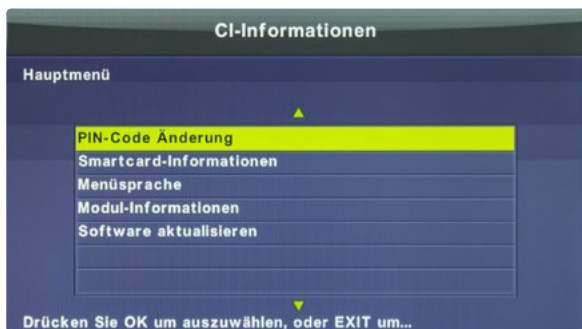 CI-Informationen
Hauptmenü
PIN-Code Änderung
Smartcard-Informationen
Menüsprache
Modul-Informationen
Software aktualisieren
Drücken Sie OK um auszuwählen, oder EXIT um...